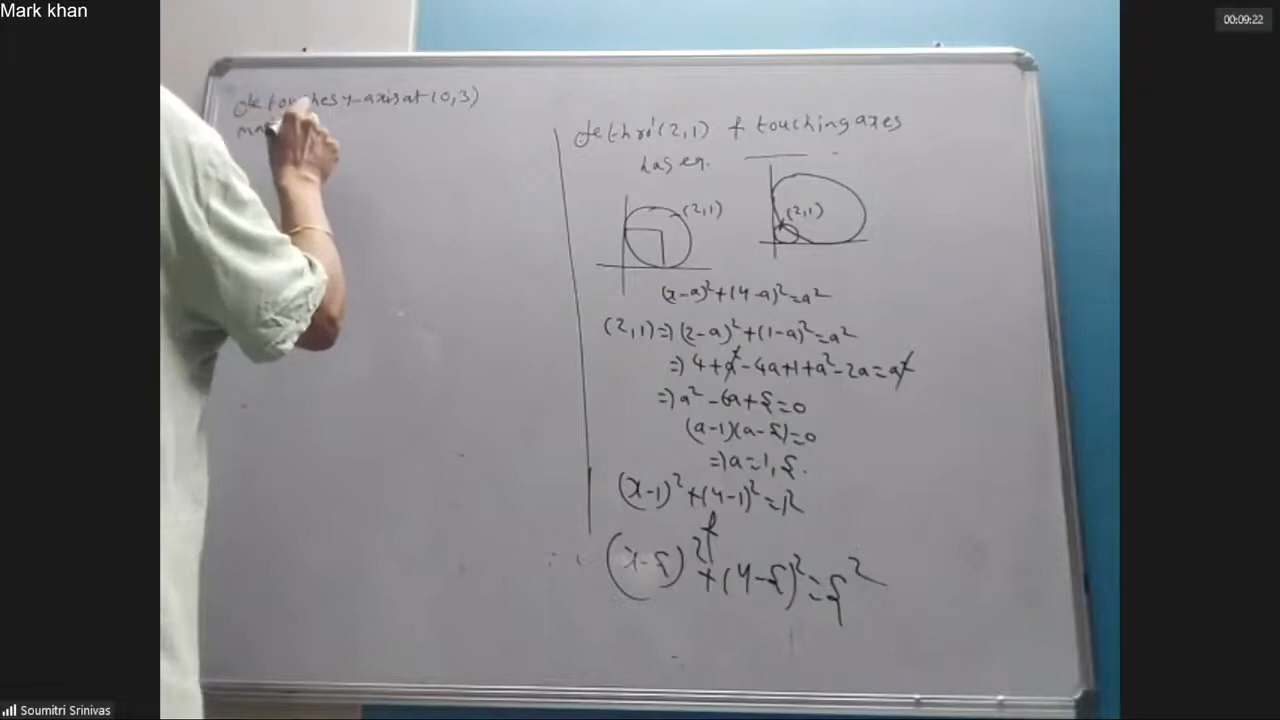 Mark khan
00:09:22
touches y-axis at (0,3)
thro' (2,1) & touching axes
has eq.
(2,1)
(2,1)
(x-a)²+(y-a)²=a²
(2,1)⇒(2-a)²+(1-a)²=a²
⇒4+a²-4a+1+a²-2a=a²
⇒a²-6a+5=0
(a-1)(a-5)=0
⇒a=1,5.
(x-1)²+(y-1)²=1²
&
(x-5)²+(y-5)²=5²
Soumitri Srinivas